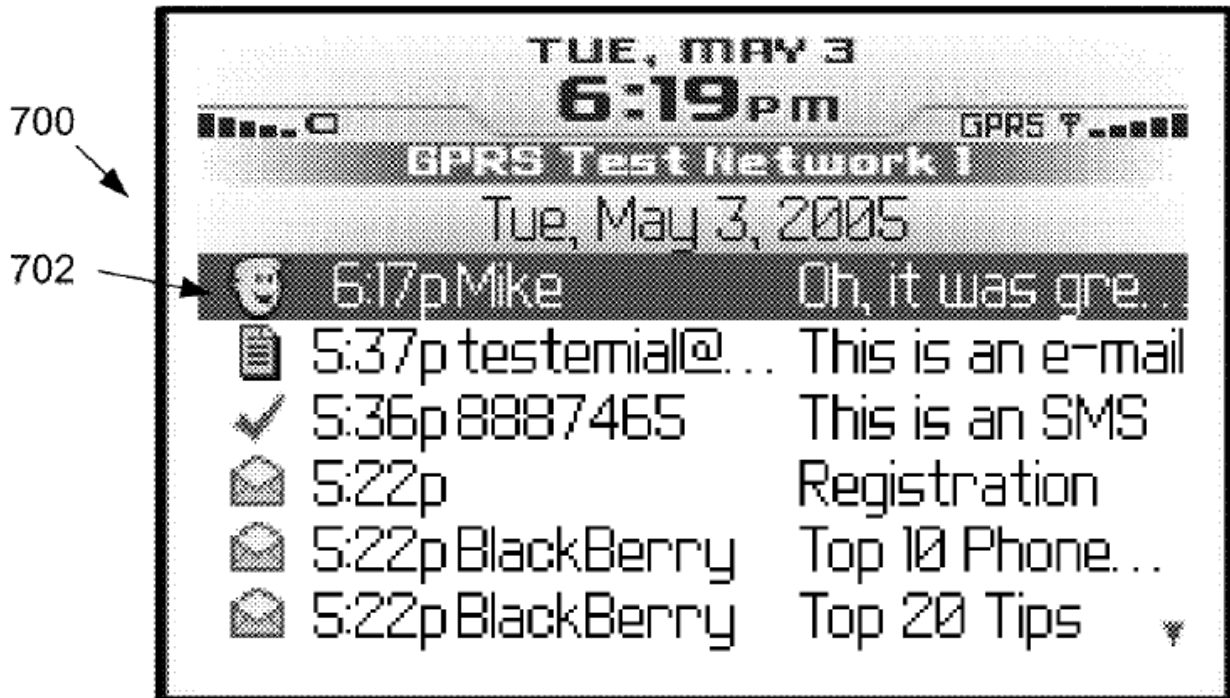 TUE, MAY 3
6:19PM
GPRS
GPRS Test Network 1
Tue, May 3, 2005
700
702
6:17p Mike Oh, it was gre...
5:37p testemial@... This is an e-mail
5:36p 8887465 This is an SMS
5:22p Registration
5:22p BlackBerry Top 10 Phone...
5:22p BlackBerry Top 20 Tips